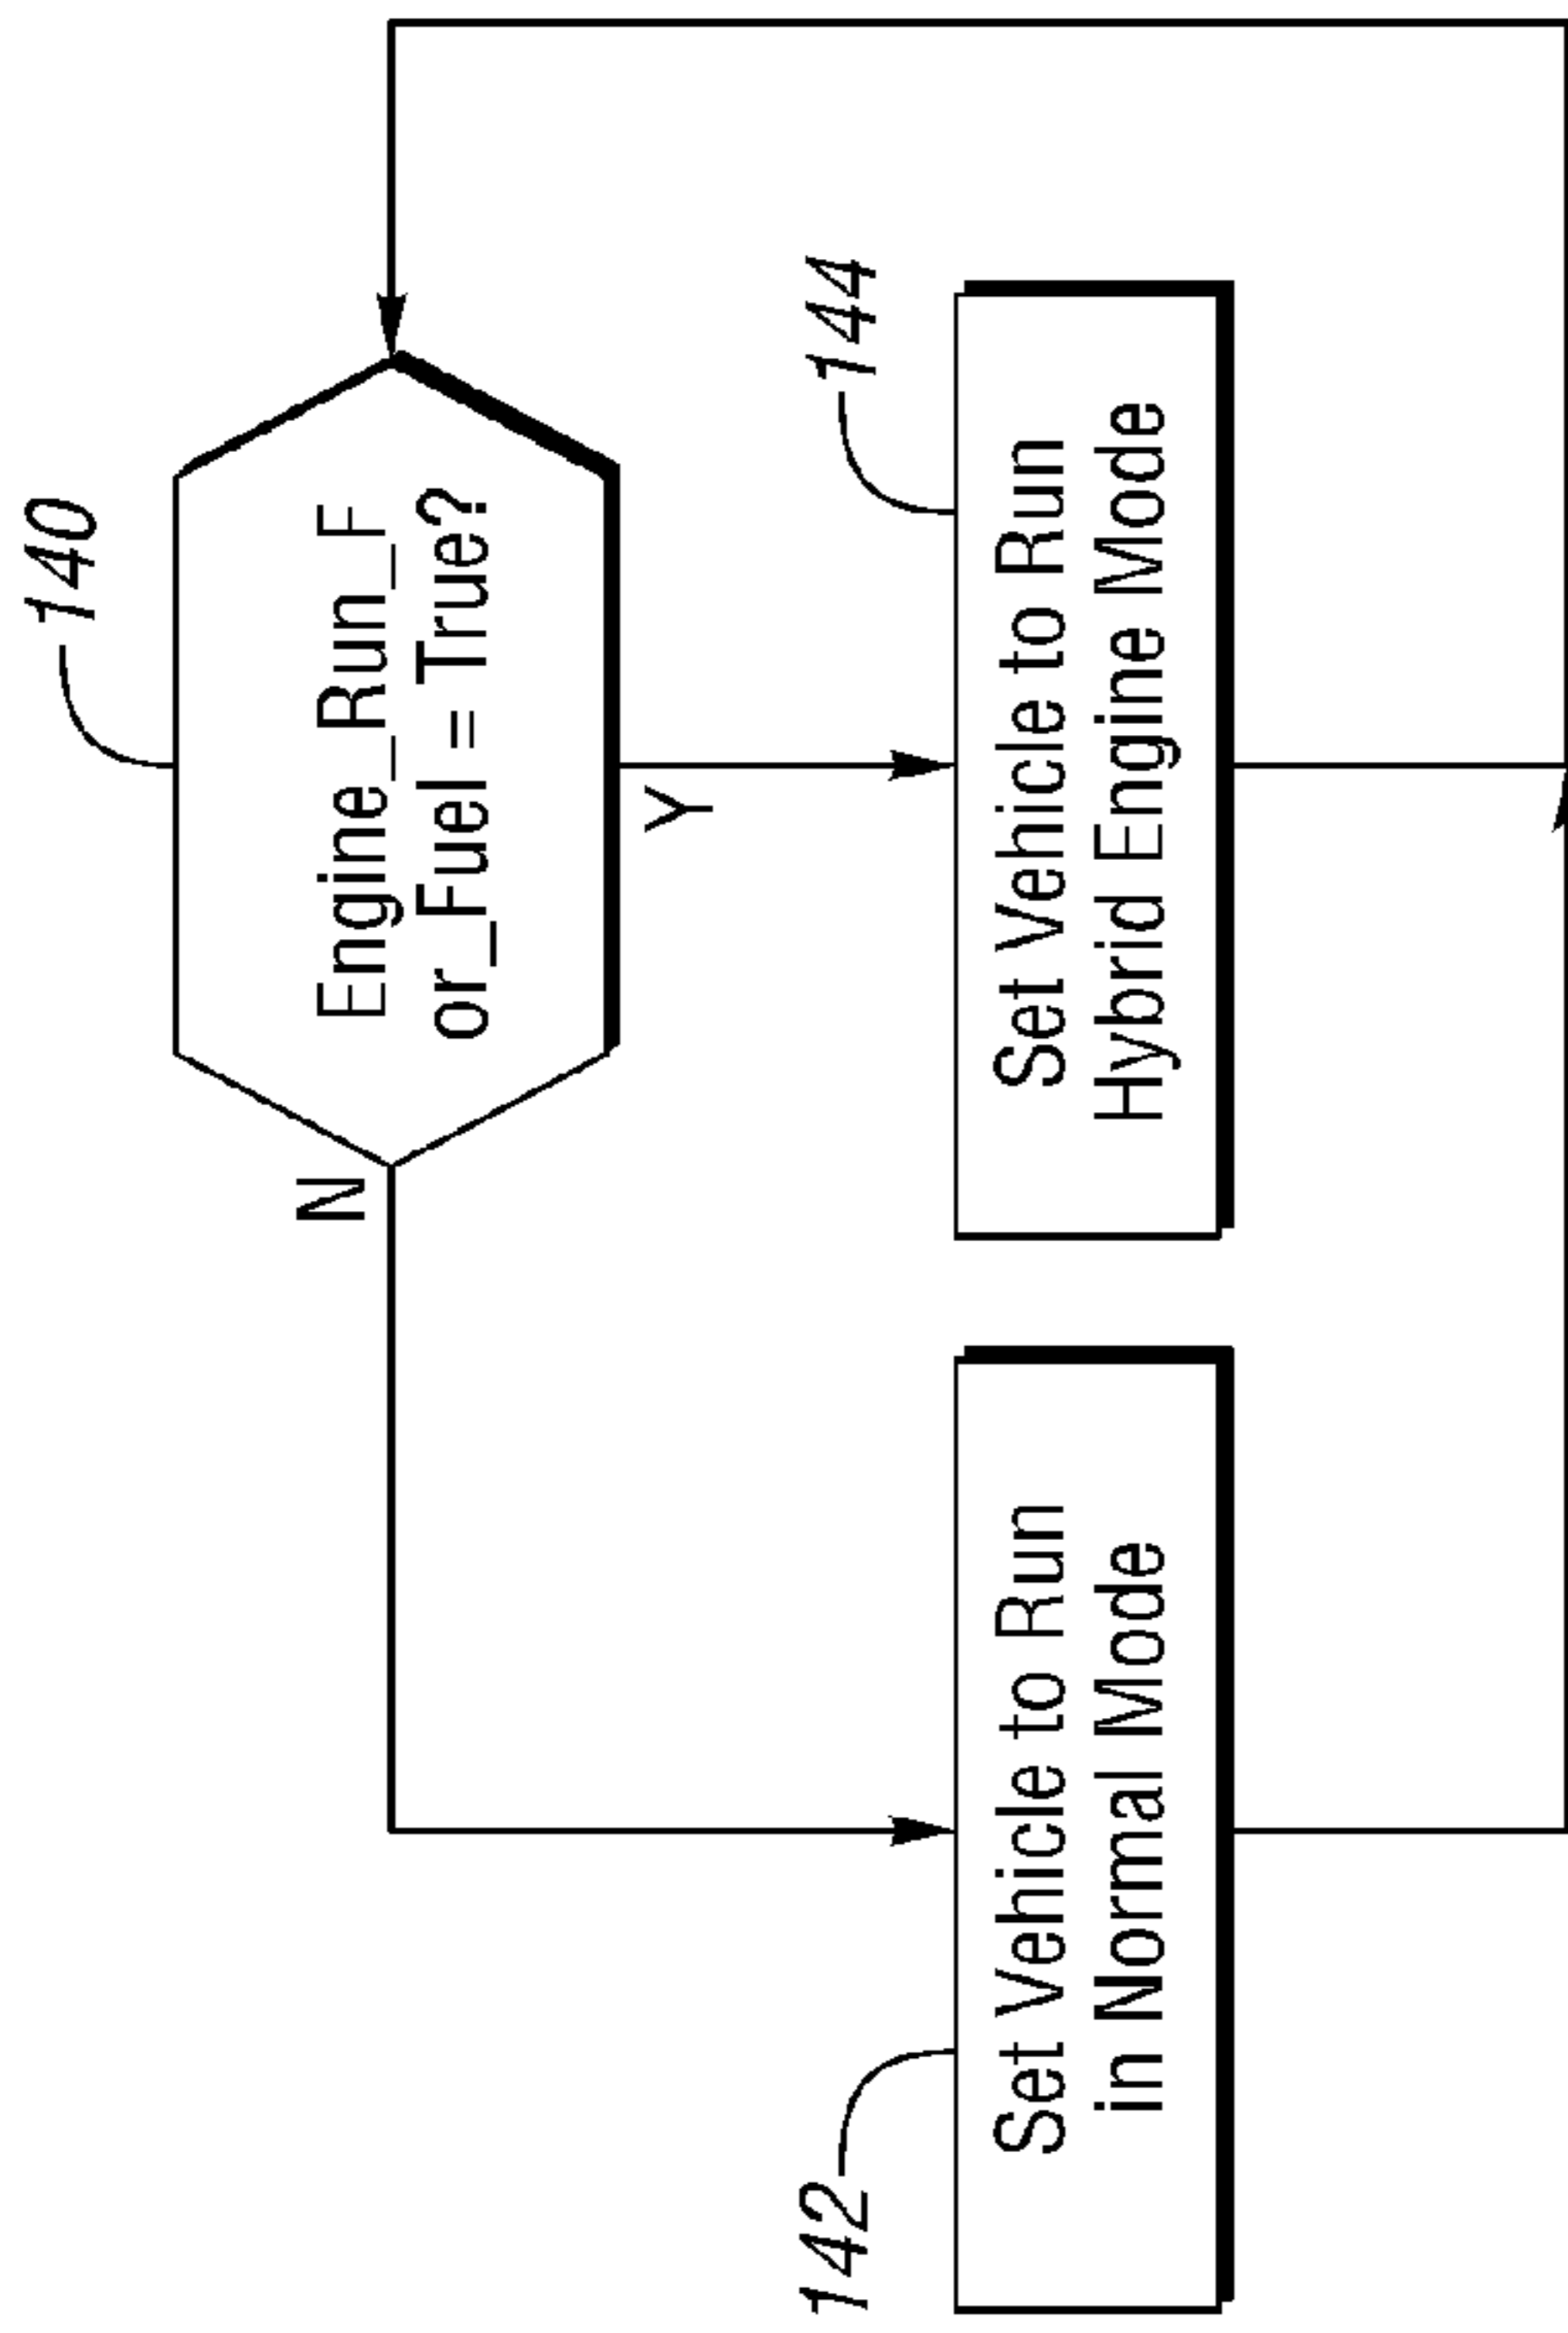 140
Engine_Run_F
or_Fuel = True?
N
Y
142
Set Vehicle to Run
in Normal Mode
144
Set Vehicle to Run
Hybrid Engine Mode